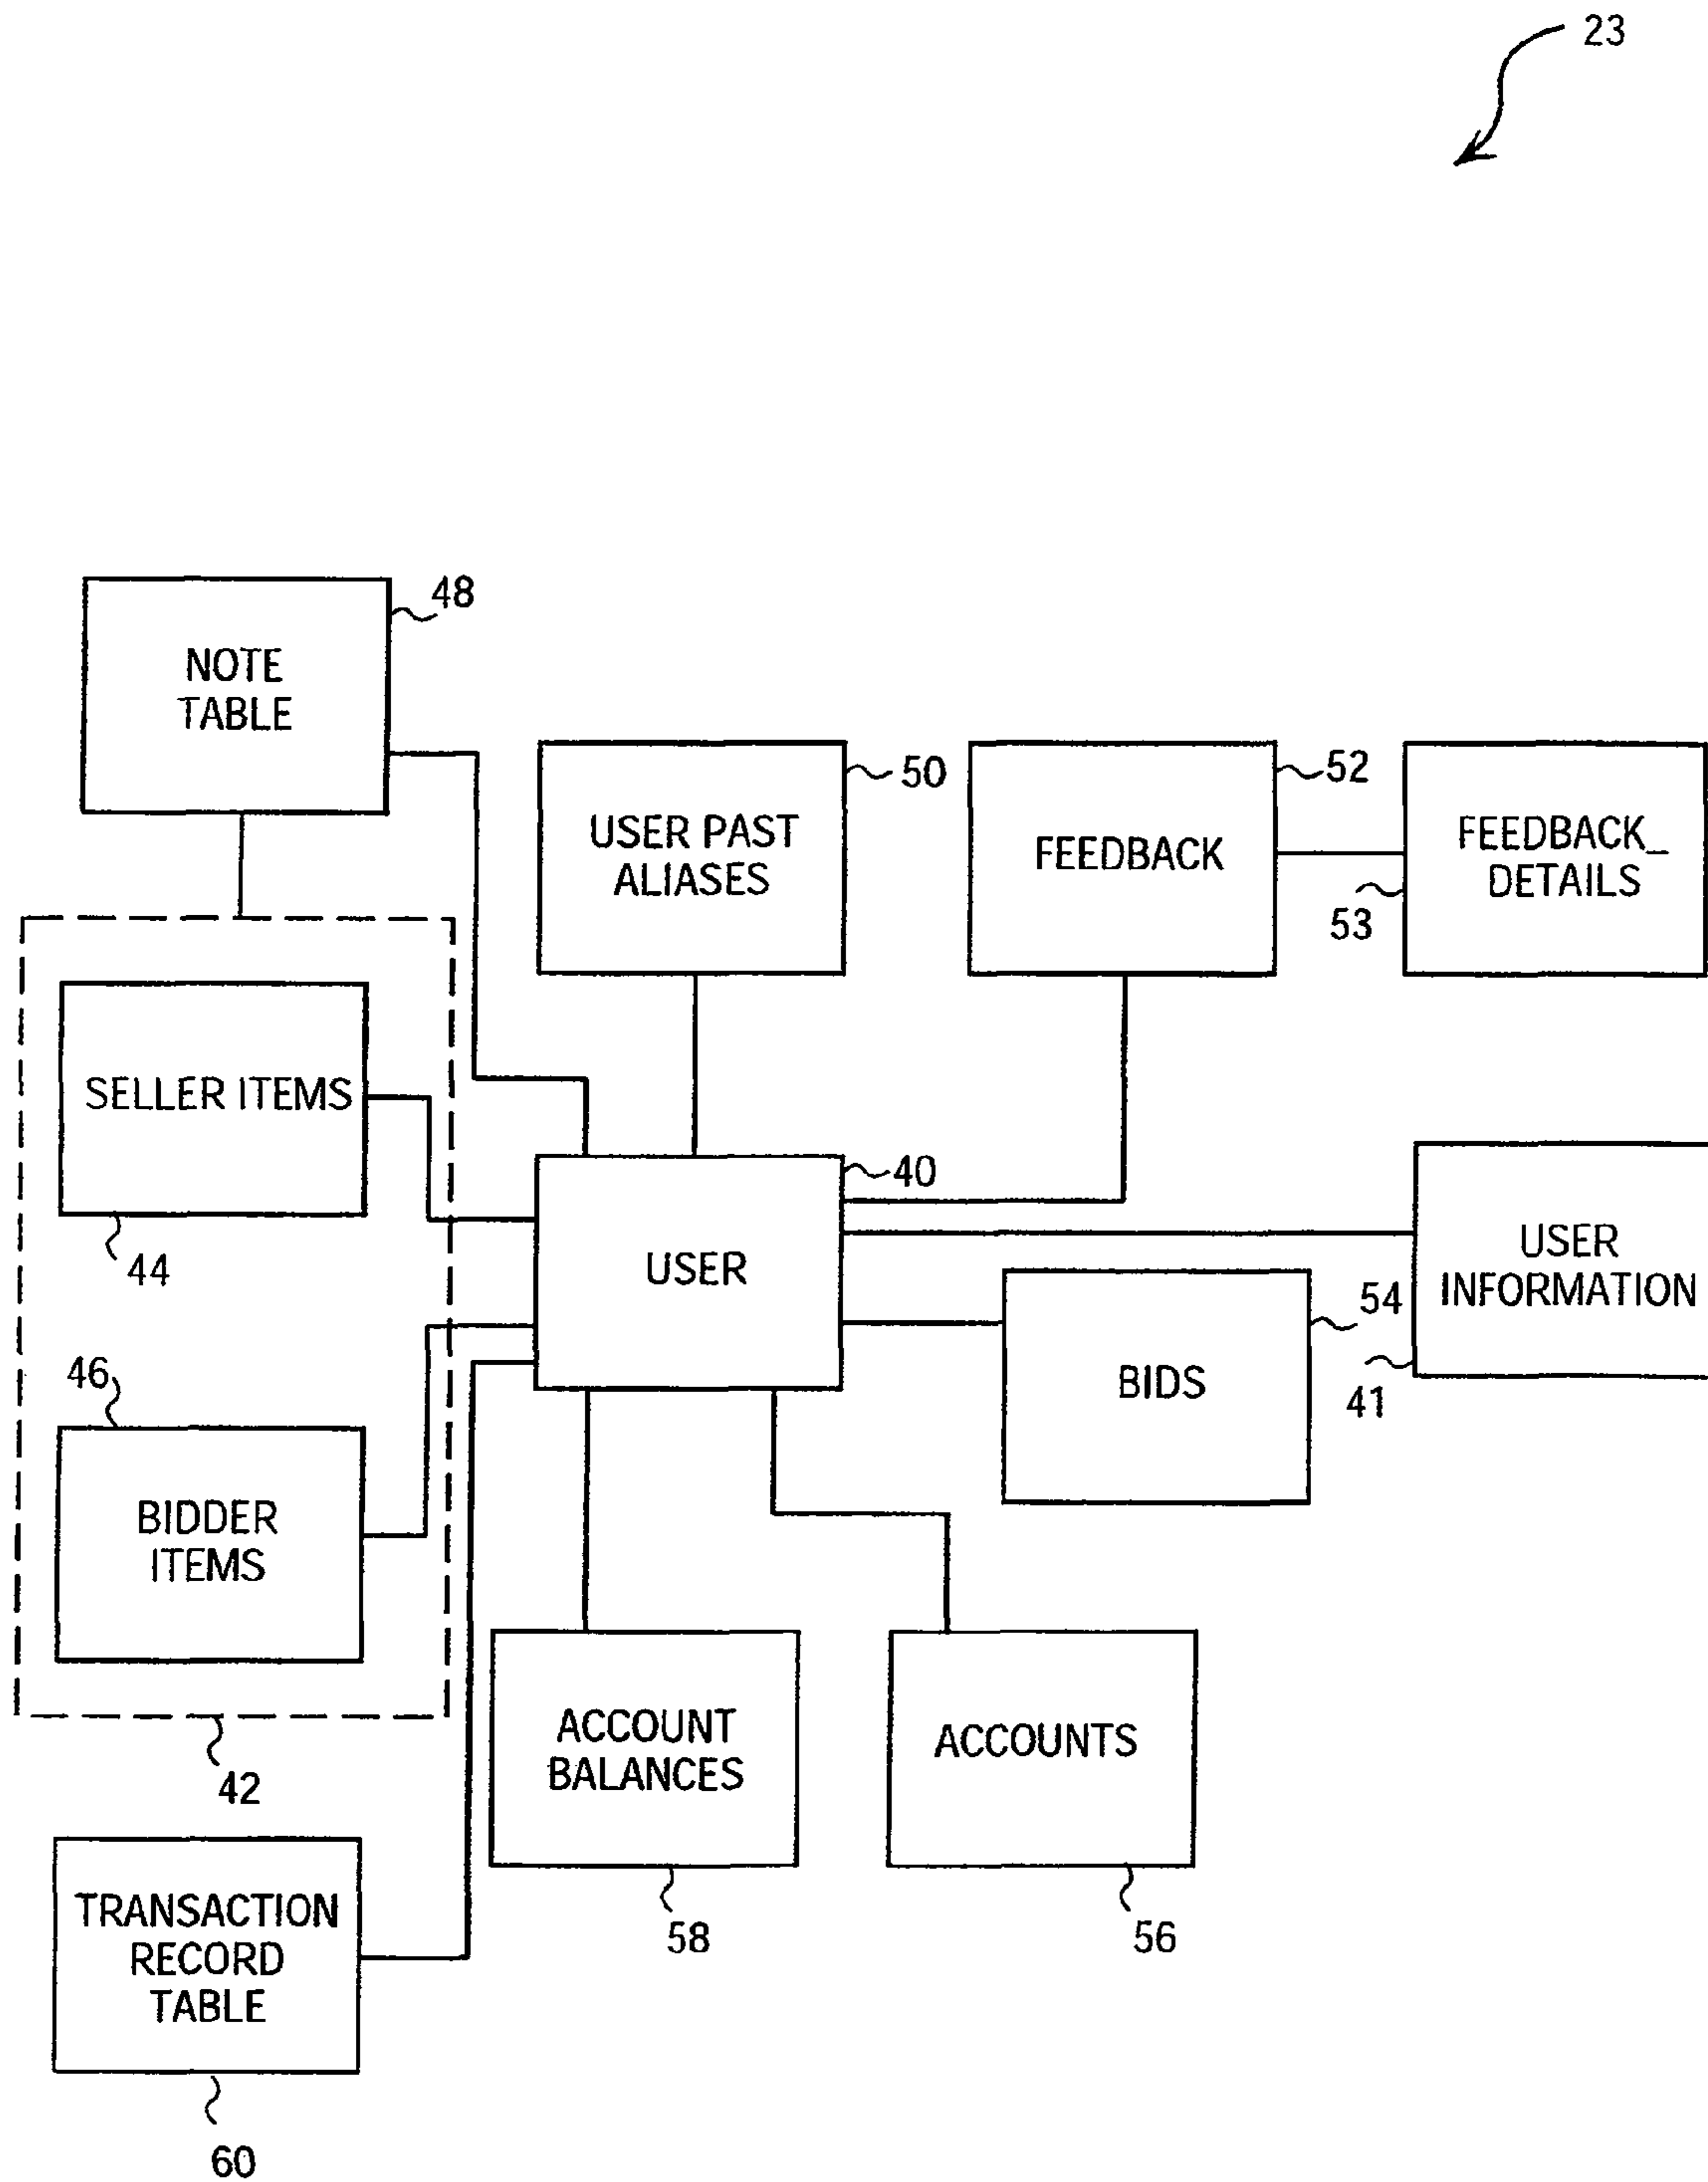 23
48
NOTE
TABLE
50
USER PAST
ALIASES
52
FEEDBACK
FEEDBACK_
DETAILS
53
SELLER ITEMS
44
40
USER
USER
INFORMATION
41
54
BIDS
46
BIDDER
ITEMS
42
ACCOUNT
BALANCES
58
ACCOUNTS
56
TRANSACTION
RECORD
TABLE
60